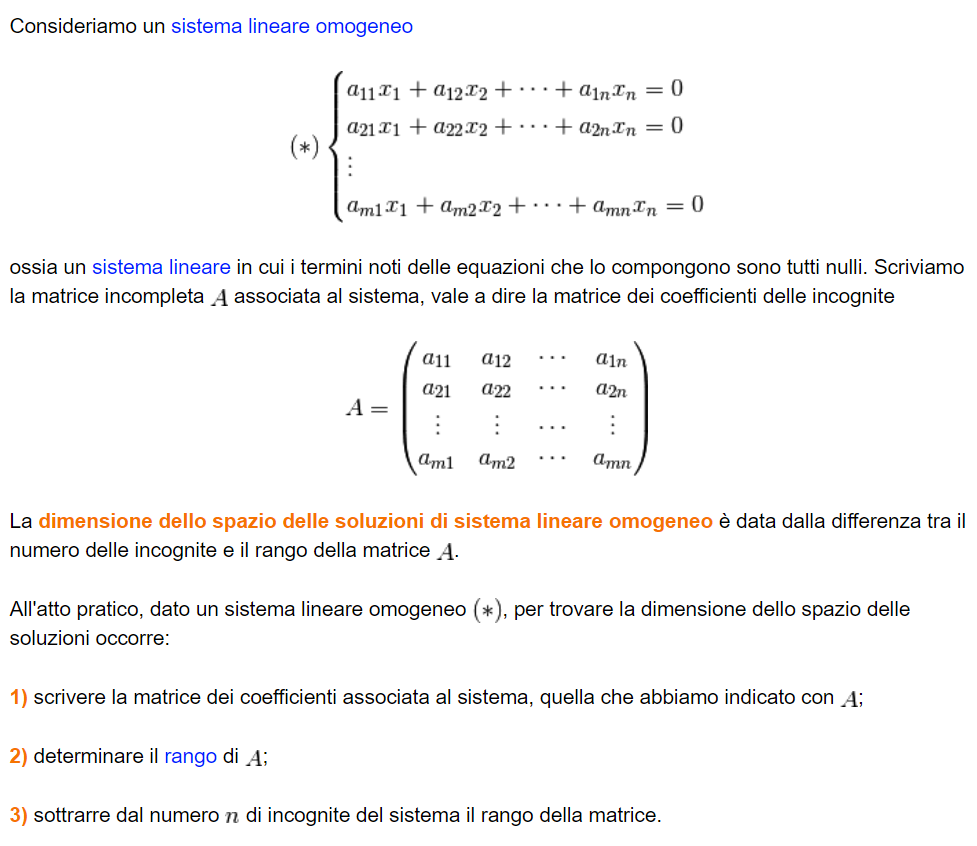 Consideriamo un sistema lineare omogeneo
(∗) { a₁₁x₁ + a₁₂x₂ + ··· + a₁ₙxₙ = 0
a₂₁x₁ + a₂₂x₂ + ··· + a₂ₙxₙ = 0
⋮
aₘ₁x₁ + aₘ₂x₂ + ··· + aₘₙxₙ = 0
ossia un sistema lineare in cui i termini noti delle equazioni che lo compongono sono tutti nulli. Scriviamo
la matrice incompleta A associata al sistema, vale a dire la matrice dei coefficienti delle incognite
A = ( a₁₁ a₁₂ ··· a₁ₙ
a₂₁ a₂₂ ··· a₂ₙ
⋮ ⋮ ··· ⋮
aₘ₁ aₘ₂ ··· aₘₙ )
La dimensione dello spazio delle soluzioni di sistema lineare omogeneo è data dalla differenza tra il
numero delle incognite e il rango della matrice A.
All'atto pratico, dato un sistema lineare omogeneo (∗), per trovare la dimensione dello spazio delle
soluzioni occorre:
1) scrivere la matrice dei coefficienti associata al sistema, quella che abbiamo indicato con A;
2) determinare il rango di A;
3) sottrarre dal numero n di incognite del sistema il rango della matrice.